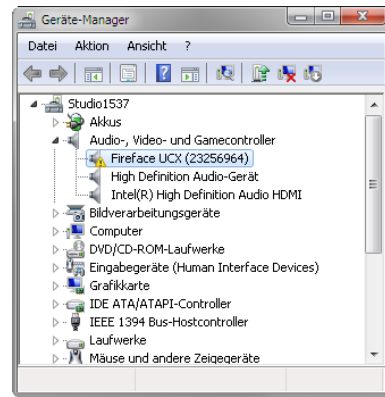 Geräte-Manager
Datei Aktion Ansicht ?
Studio1537
Akkus
Audio-, Video- und Gamecontroller
Fireface UCX (23256964)
High Definition Audio-Gerät
Intel(R) High Definition Audio HDMI
Bildverarbeitungsgeräte
Computer
DVD/CD-ROM-Laufwerke
Eingabegeräte (Human Interface Devices)
Grafikkarte
IDE ATA/ATAPI-Controller
IEEE 1394 Bus-Hostcontroller
Laufwerke
Mäuse und andere Zeigegeräte